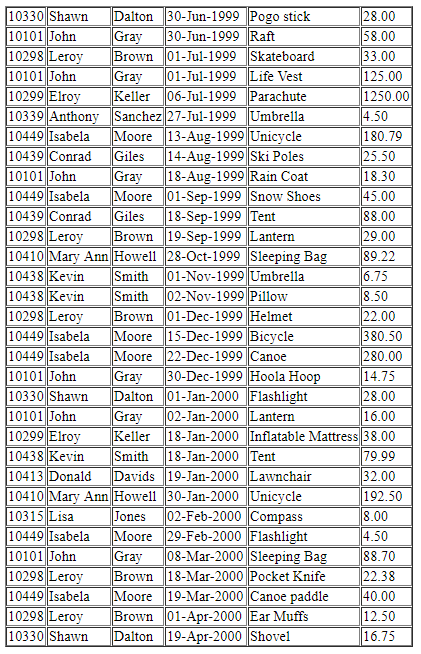 10330 Shawn Dalton 30-Jun-1999 Pogo stick 28.00
10101 John Gray 30-Jun-1999 Raft 58.00
10298 Leroy Brown 01-Jul-1999 Skateboard 33.00
10101 John Gray 01-Jul-1999 Life Vest 125.00
10299 Elroy Keller 06-Jul-1999 Parachute 1250.00
10339 Anthony Sanchez 27-Jul-1999 Umbrella 4.50
10449 Isabela Moore 13-Aug-1999 Unicycle 180.79
10439 Conrad Giles 14-Aug-1999 Ski Poles 25.50
10101 John Gray 18-Aug-1999 Rain Coat 18.30
10449 Isabela Moore 01-Sep-1999 Snow Shoes 45.00
10439 Conrad Giles 18-Sep-1999 Tent 88.00
10298 Leroy Brown 19-Sep-1999 Lantern 29.00
10410 Mary Ann Howell 28-Oct-1999 Sleeping Bag 89.22
10438 Kevin Smith 01-Nov-1999 Umbrella 6.75
10438 Kevin Smith 02-Nov-1999 Pillow 8.50
10298 Leroy Brown 01-Dec-1999 Helmet 22.00
10449 Isabela Moore 15-Dec-1999 Bicycle 380.50
10449 Isabela Moore 22-Dec-1999 Canoe 280.00
10101 John Gray 30-Dec-1999 Hoola Hoop 14.75
10330 Shawn Dalton 01-Jan-2000 Flashlight 28.00
10101 John Gray 02-Jan-2000 Lantern 16.00
10299 Elroy Keller 18-Jan-2000 Inflatable Mattress 38.00
10438 Kevin Smith 18-Jan-2000 Tent 79.99
10413 Donald Davids 19-Jan-2000 Lawnchair 32.00
10410 Mary Ann Howell 30-Jan-2000 Unicycle 192.50
10315 Lisa Jones 02-Feb-2000 Compass 8.00
10449 Isabela Moore 29-Feb-2000 Flashlight 4.50
10101 John Gray 08-Mar-2000 Sleeping Bag 88.70
10298 Leroy Brown 18-Mar-2000 Pocket Knife 22.38
10449 Isabela Moore 19-Mar-2000 Canoe paddle 40.00
10298 Leroy Brown 01-Apr-2000 Ear Muffs 12.50
10330 Shawn Dalton 19-Apr-2000 Shovel 16.75